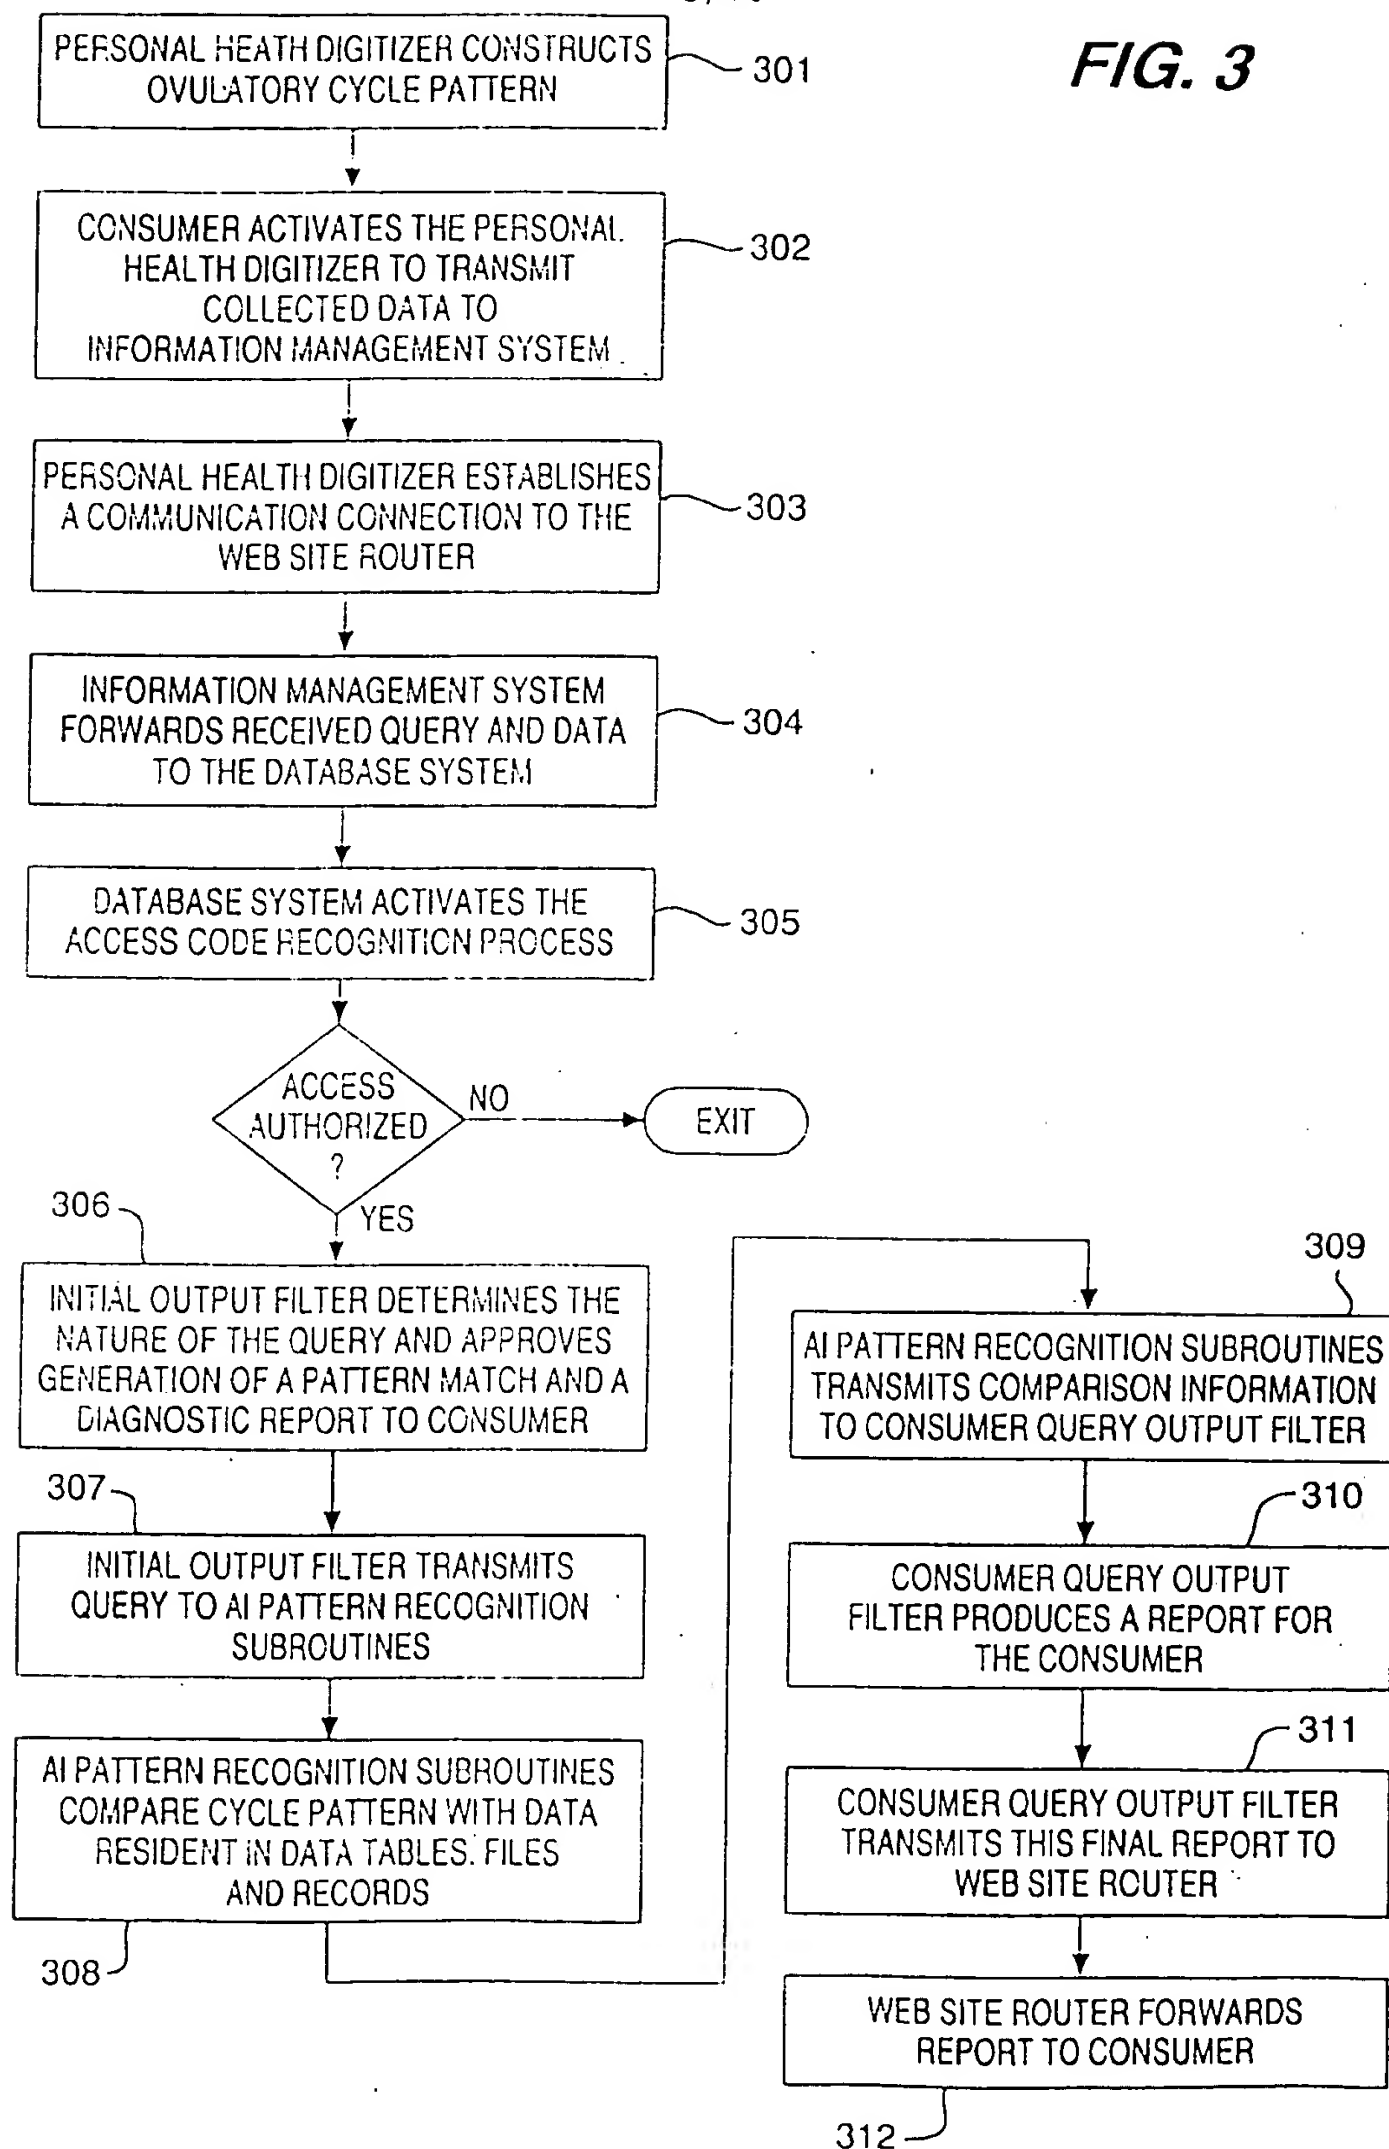 FIG. 3
PERSONAL HEATH DIGITIZER CONSTRUCTS
OVULATORY CYCLE PATTERN
301
CONSUMER ACTIVATES THE PERSONAL
HEALTH DIGITIZER TO TRANSMIT
COLLECTED DATA TO
INFORMATION MANAGEMENT SYSTEM
302
PERSONAL HEALTH DIGITIZER ESTABLISHES
A COMMUNICATION CONNECTION TO THE
WEB SITE ROUTER
303
INFORMATION MANAGEMENT SYSTEM
FORWARDS RECEIVED QUERY AND DATA
TO THE DATABASE SYSTEM
304
DATABASE SYSTEM ACTIVATES THE
ACCESS CODE RECOGNITION PROCESS
305
ACCESS
AUTHORIZED
?
NO
EXIT
YES
306
INITIAL OUTPUT FILTER DETERMINES THE
NATURE OF THE QUERY AND APPROVES
GENERATION OF A PATTERN MATCH AND A
DIAGNOSTIC REPORT TO CONSUMER
307
INITIAL OUTPUT FILTER TRANSMITS
QUERY TO AI PATTERN RECOGNITION
SUBROUTINES
AI PATTERN RECOGNITION SUBROUTINES
COMPARE CYCLE PATTERN WITH DATA
RESIDENT IN DATA TABLES. FILES
AND RECORDS
308
309
AI PATTERN RECOGNITION SUBROUTINES
TRANSMITS COMPARISON INFORMATION
TO CONSUMER QUERY OUTPUT FILTER
310
CONSUMER QUERY OUTPUT
FILTER PRODUCES A REPORT FOR
THE CONSUMER
311
CONSUMER QUERY OUTPUT FILTER
TRANSMITS THIS FINAL REPORT TO
WEB SITE ROUTER
WEB SITE ROUTER FORWARDS
REPORT TO CONSUMER
312